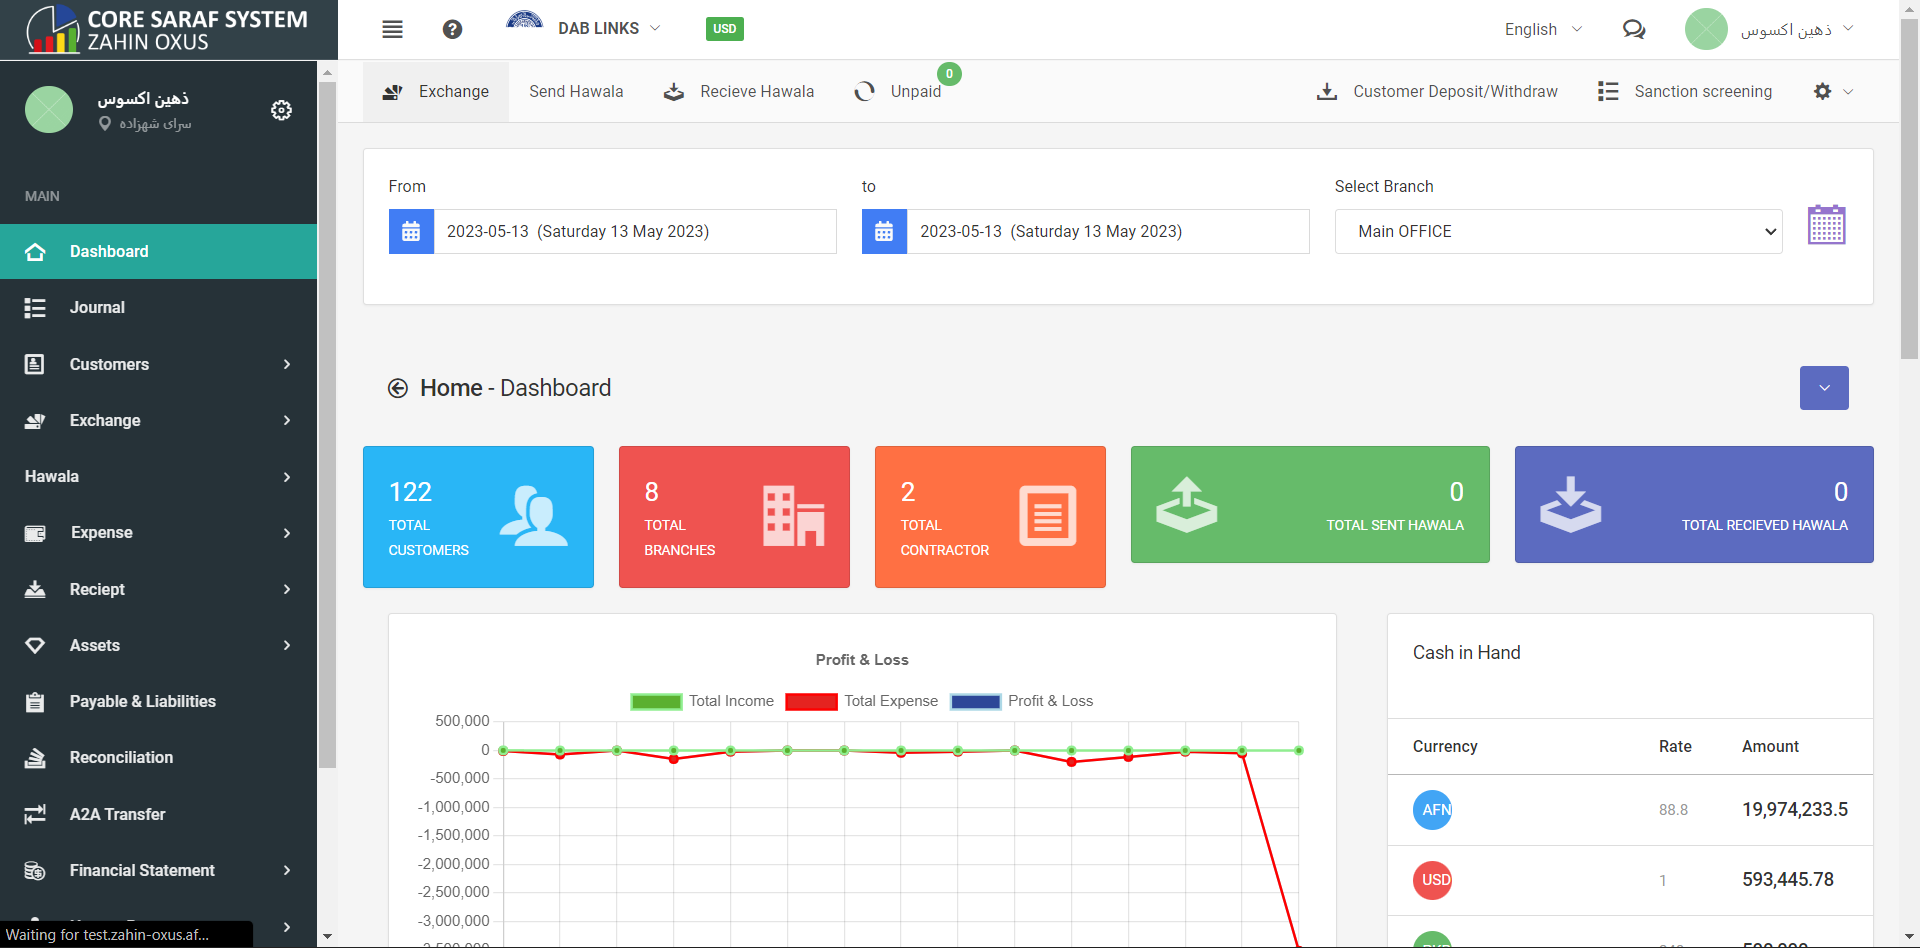 CORE SARAF SYSTEM
ZAHIN OXUS
DAB LINKS
USD
English
ذهین اکسوس
ذهین اکسوس
سرای شهزاده
MAIN
Dashboard
Journal
Customers
Exchange
Hawala
Expense
Reciept
Assets
Payable & Liabilities
Reconciliation
A2A Transfer
Financial Statement
Waiting for test.zahin-oxus.af...
Exchange
Send Hawala
Recieve Hawala
Unpaid
0
Customer Deposit/Withdraw
Sanction screening
From
to
Select Branch
2023-05-13 (Saturday 13 May 2023)
2023-05-13 (Saturday 13 May 2023)
Main OFFICE
Home - Dashboard
122
TOTAL
CUSTOMERS
8
TOTAL
BRANCHES
2
TOTAL
CONTRACTOR
0
TOTAL SENT HAWALA
0
TOTAL RECIEVED HAWALA
Profit & Loss
Total Income
Total Expense
Profit & Loss
500,000
0
-500,000
-1,000,000
-1,500,000
-2,000,000
-2,500,000
-3,000,000
Cash in Hand
Currency Rate Amount
AFN 88.8 19,974,233.5
USD 1 593,445.78